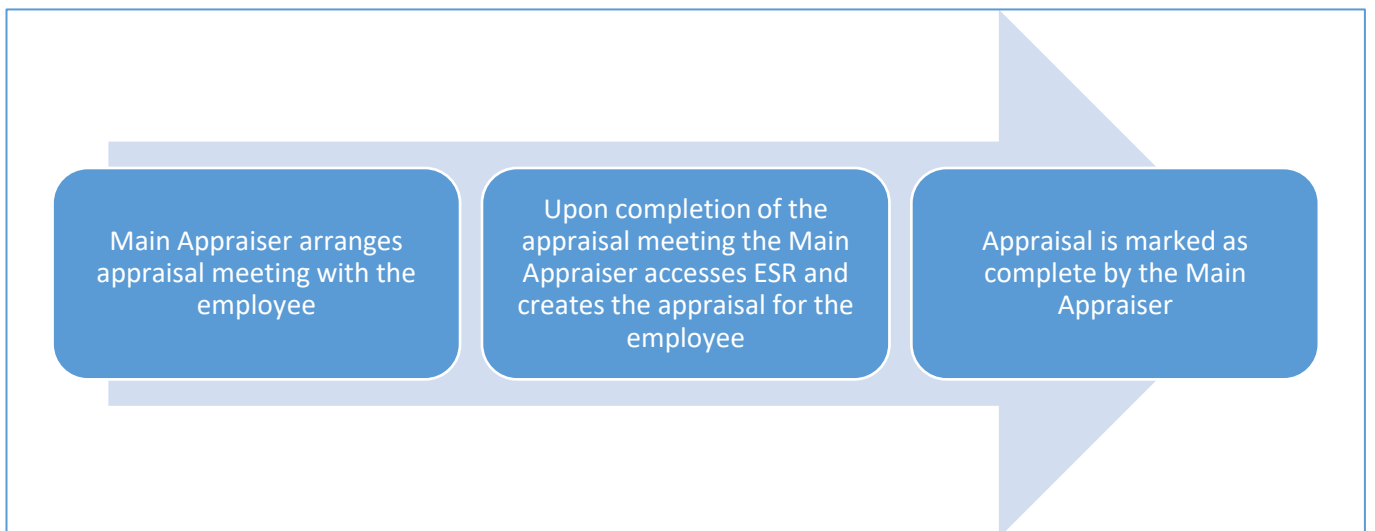 Main Appraiser arranges
appraisal meeting with the
employee
Upon completion of the
appraisal meeting the Main
Appraiser accesses ESR and
creates the appraisal for the
employee
Appraisal is marked as
complete by the Main
Appraiser